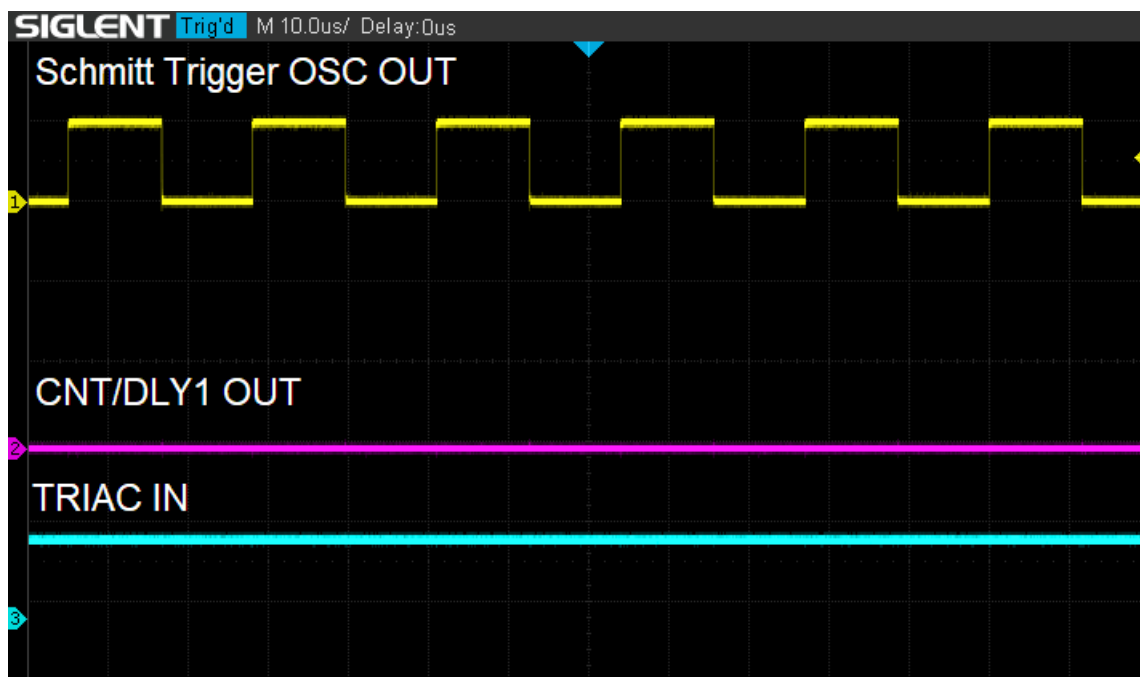 SIGLENT Trig'd M 10.0us/ Delay:0us
Schmitt Trigger OSC OUT
1
CNT/DLY1 OUT
2
TRIAC IN
3